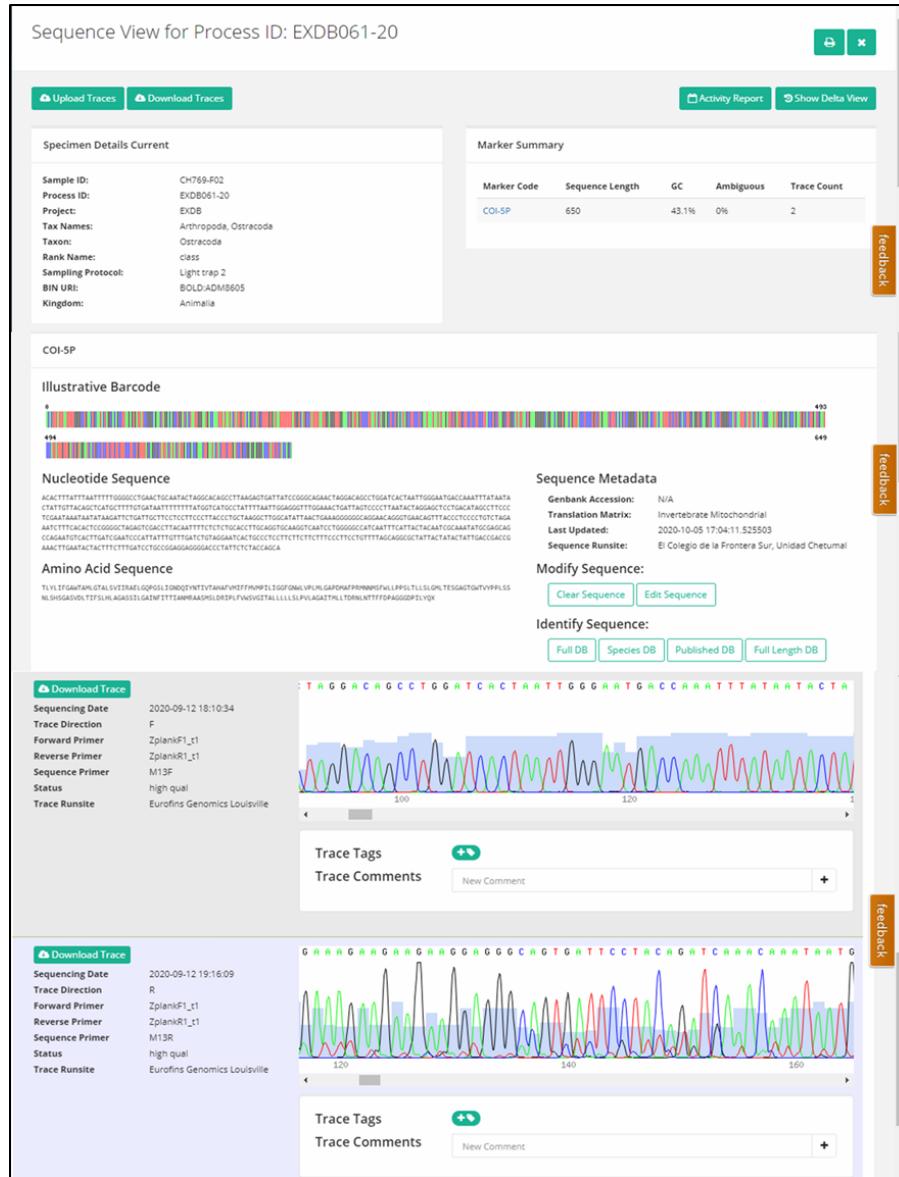 Sequence View for Process ID: EXDB061-20
Upload Traces Download Traces Activity Report Show Delta View
Specimen Details Current
Sample ID: CH769-F02
Process ID: EXDB061-20
Project: EXDB
Tax Names: Arthropoda, Ostracoda
Taxon: Ostracoda
Rank Name: class
Sampling Protocol: Light trap 2
BIN URI: BOLD:ADM8605
Kingdom: Animalia
Marker Summary
Marker Code Sequence Length GC Ambiguous Trace Count
COI-5P 650 43.1% 0% 2
feedback
COI-5P
Illustrative Barcode
0 493
494 649
Nucleotide Sequence
Amino Acid Sequence
Sequence Metadata
Genbank Accession: N/A
Translation Matrix: Invertebrate Mitochondrial
Last Updated: 2020-10-05 17:04:11.525503
Sequence Runsite: El Colegio de la Frontera Sur, Unidad Chetumal
Modify Sequence:
Clear Sequence Edit Sequence
Identify Sequence:
Full DB Species DB Published DB Full Length DB
feedback
Download Trace
Sequencing Date 2020-09-12 18:10:34
Trace Direction F
Forward Primer ZplankF1_t1
Reverse Primer ZplankR1_t1
Sequence Primer M13F
Status high qual
Trace Runsite Eurofins Genomics Louisville
T A G G A C A G C C T G G A T C A C T A A T T G G G A A T G A C C A A A T T T A T A A T A C T A
100 120
Trace Tags
Trace Comments New Comment +
feedback
Download Trace
Sequencing Date 2020-09-12 19:16:09
Trace Direction R
Forward Primer ZplankF1_t1
Reverse Primer ZplankR1_t1
Sequence Primer M13R
Status high qual
Trace Runsite Eurofins Genomics Louisville
G A A A G A A G A A G A A G G A G G G C A G T G A T T C C T A C A G A T C A A A C A A A T A A T G
120 140 160
Trace Tags
Trace Comments New Comment +